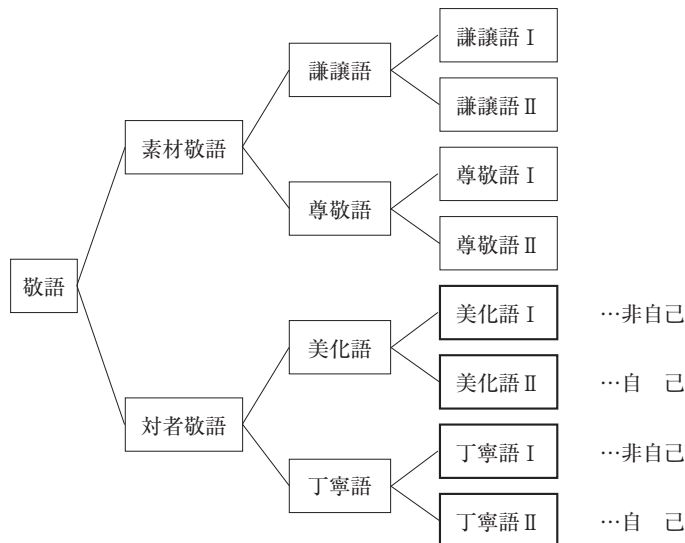 謙譲語Ⅰ
謙譲語
謙譲語Ⅱ
素材敬語
尊敬語Ⅰ
尊敬語
尊敬語Ⅱ
敬語
美化語Ⅰ …非自己
美化語
美化語Ⅱ …自　己
対者敬語
丁寧語Ⅰ …非自己
丁寧語
丁寧語Ⅱ …自　己